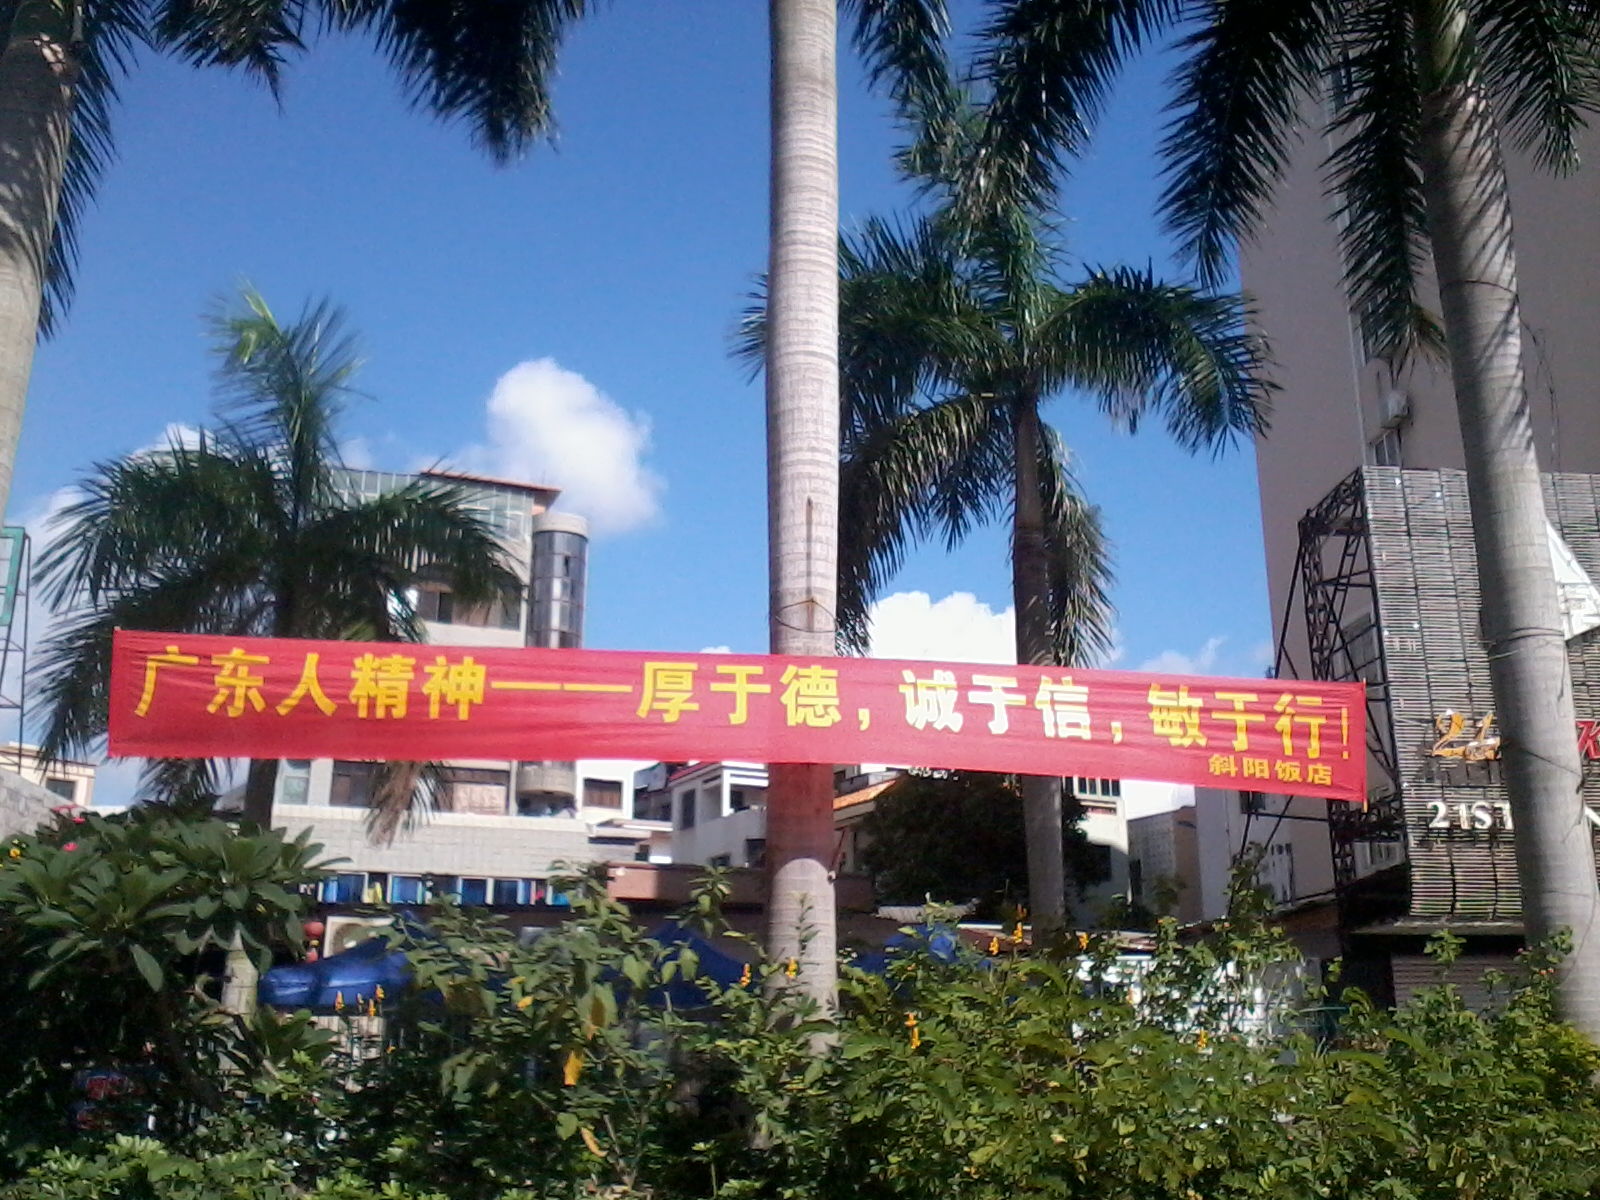 广东人精神——厚于德，诚于信，敏于行！
斜阳饭店
21ST